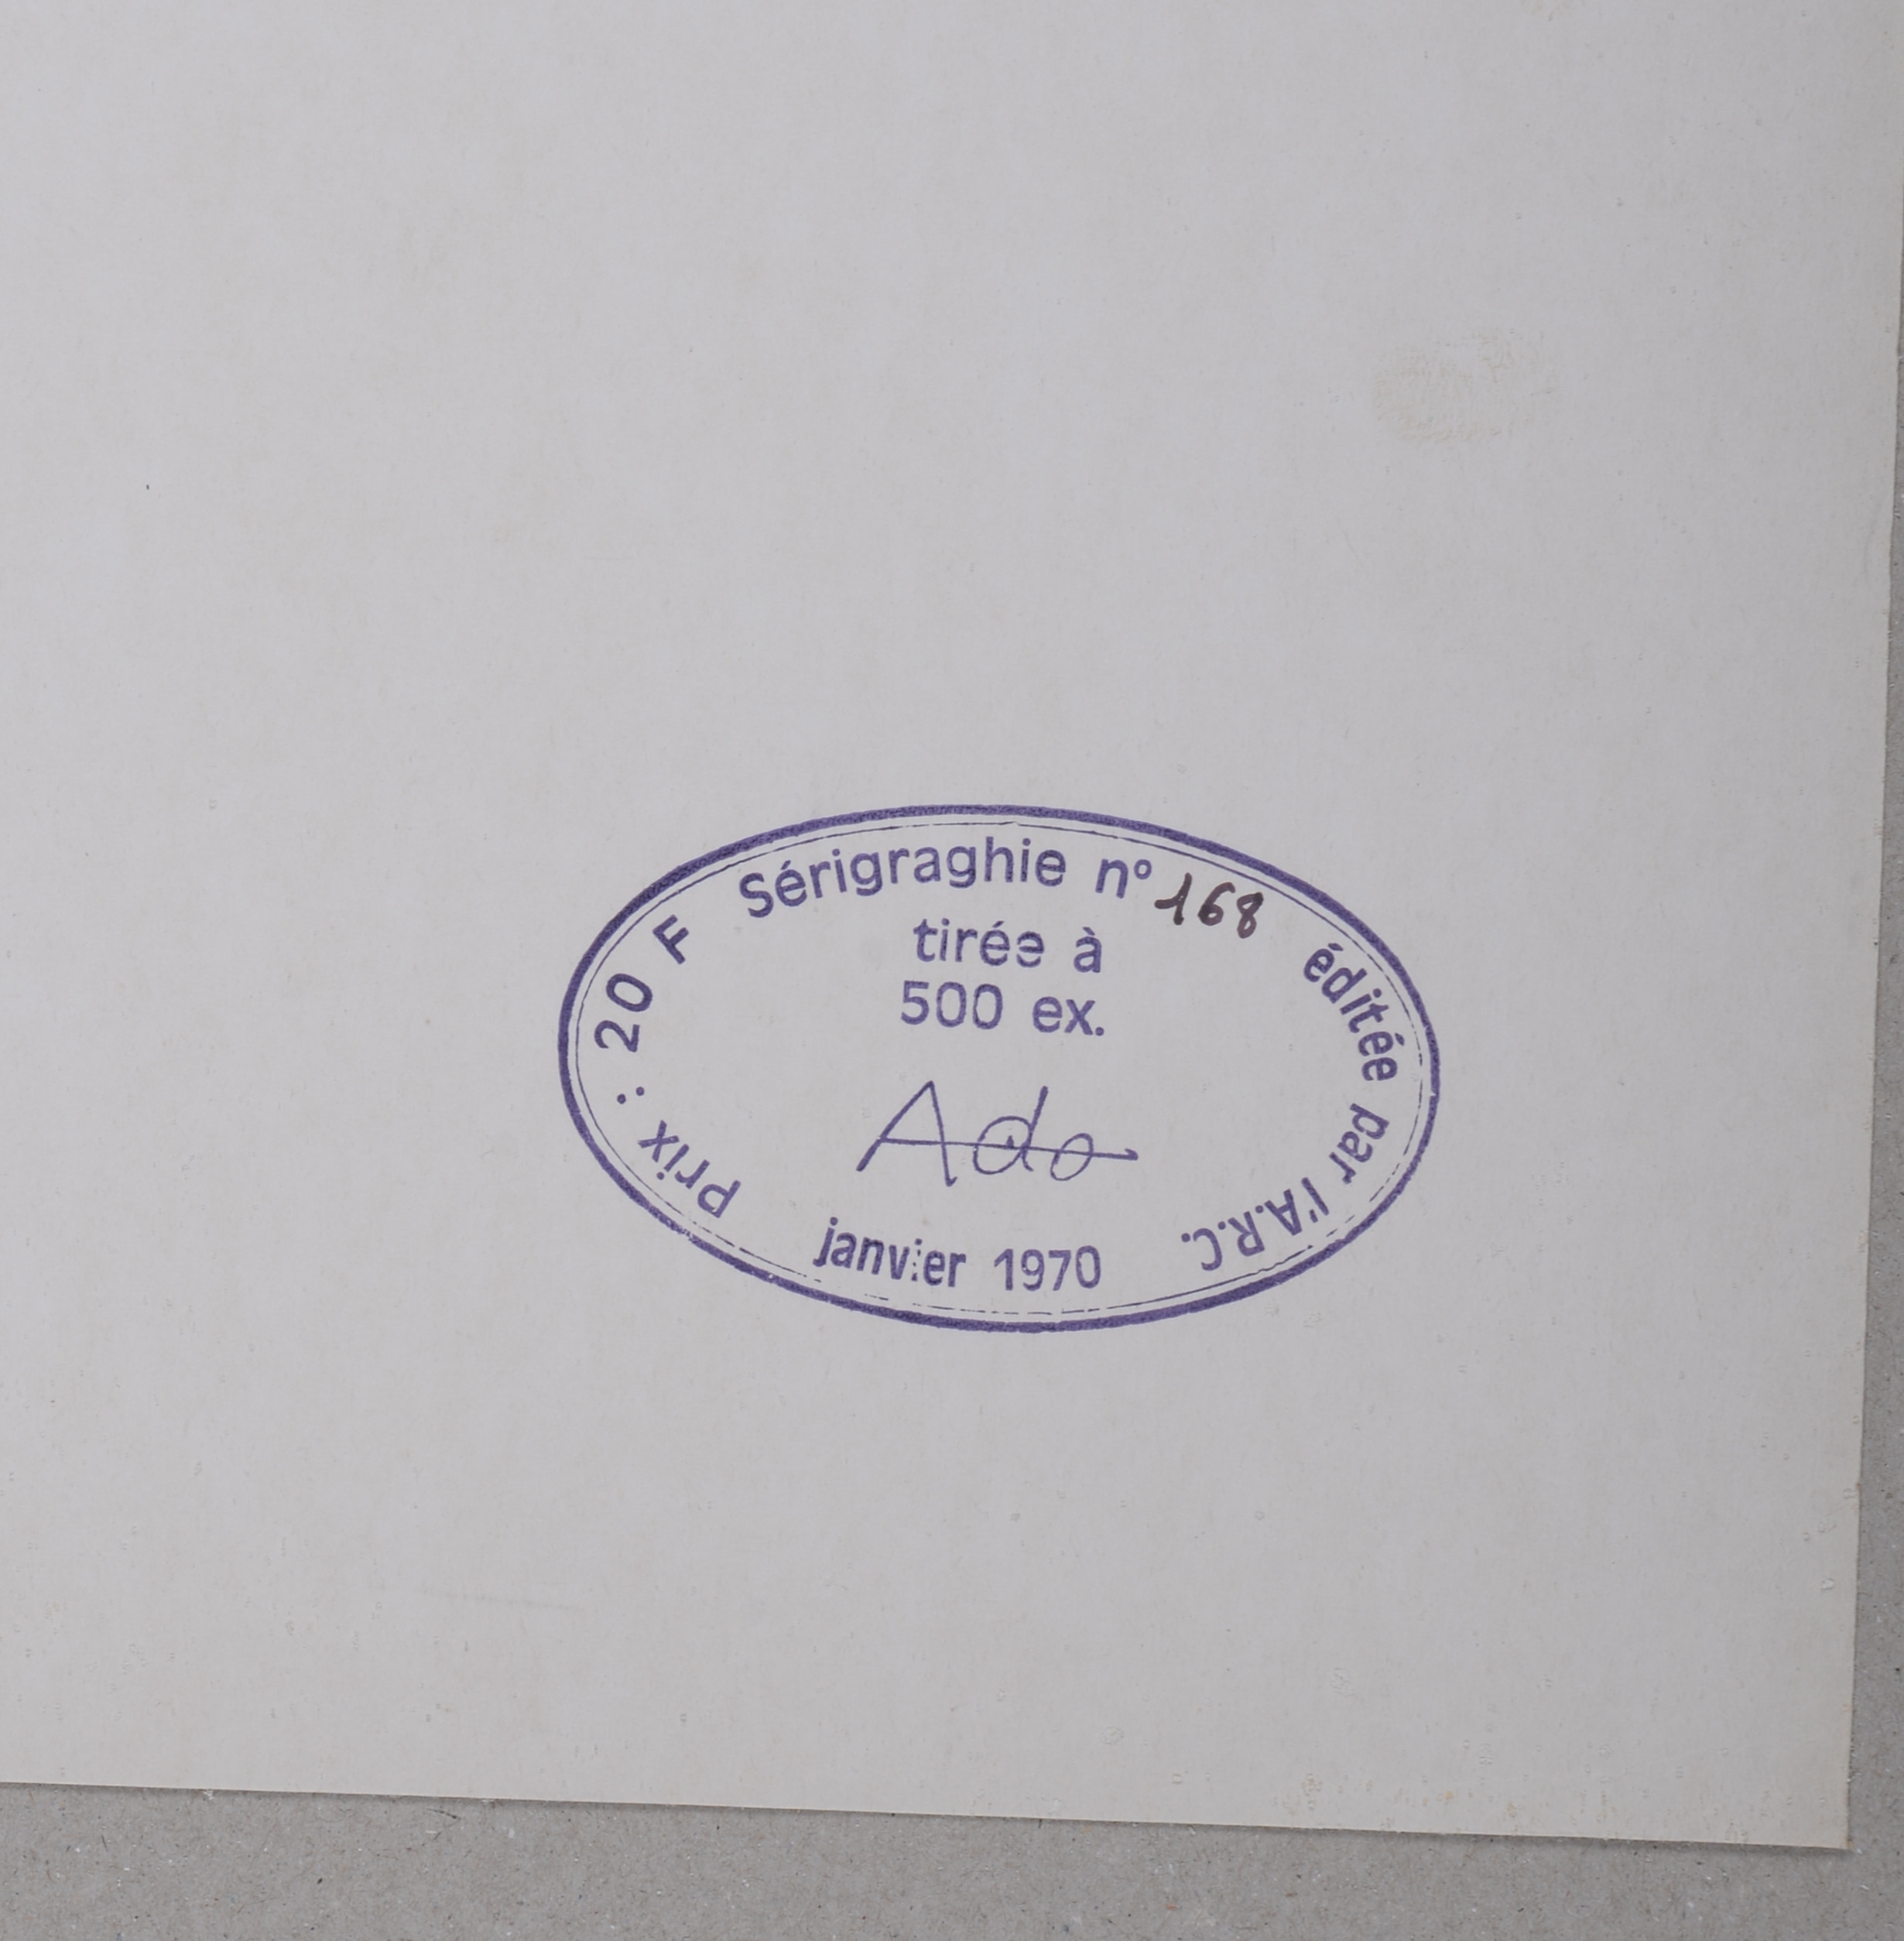 Sérigraghie n° 168
éditée par l'A.R.C.
tirée à
500 ex.
Ado
janvier 1970
Prix : 20 F